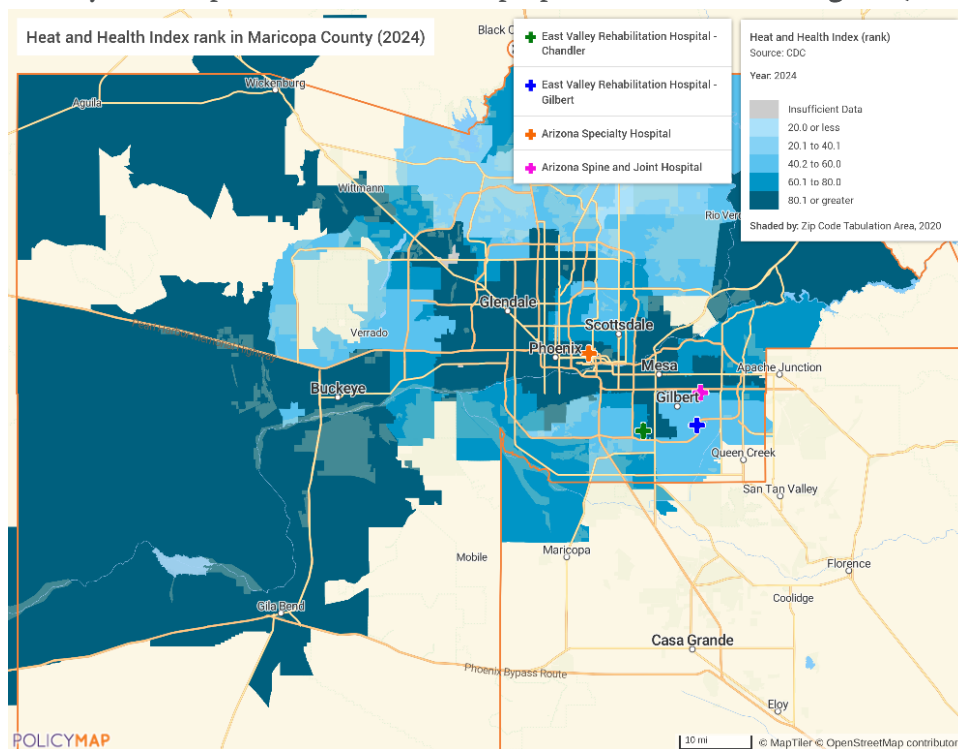 Heat and Health Index rank in Maricopa County (2024)
East Valley Rehabilitation Hospital -
Chandler
East Valley Rehabilitation Hospital -
Gilbert
Arizona Specialty Hospital
Arizona Spine and Joint Hospital
Heat and Health Index (rank)
Source: CDC
Year: 2024
Insufficient Data
20.0 or less
20.1 to 40.1
40.2 to 60.0
60.1 to 80.0
80.1 or greater
Shaded by: Zip Code Tabulation Area, 2020
Black
Wickenburg
Aguila
Wittmann
Rio Ver
Glendale
Scottsdale
Verrado
Phoenix
Mesa
Apache Junction
Buckeye
Gilbert
Queen Creek
San Tan Valley
Mobile
Maricopa
Florence
Coolidge
Gila Bend
Casa Grande
Phoenix Bypass Route
Eloy
POLICYMAP
10 mi
© MapTiler © OpenStreetMap contributor